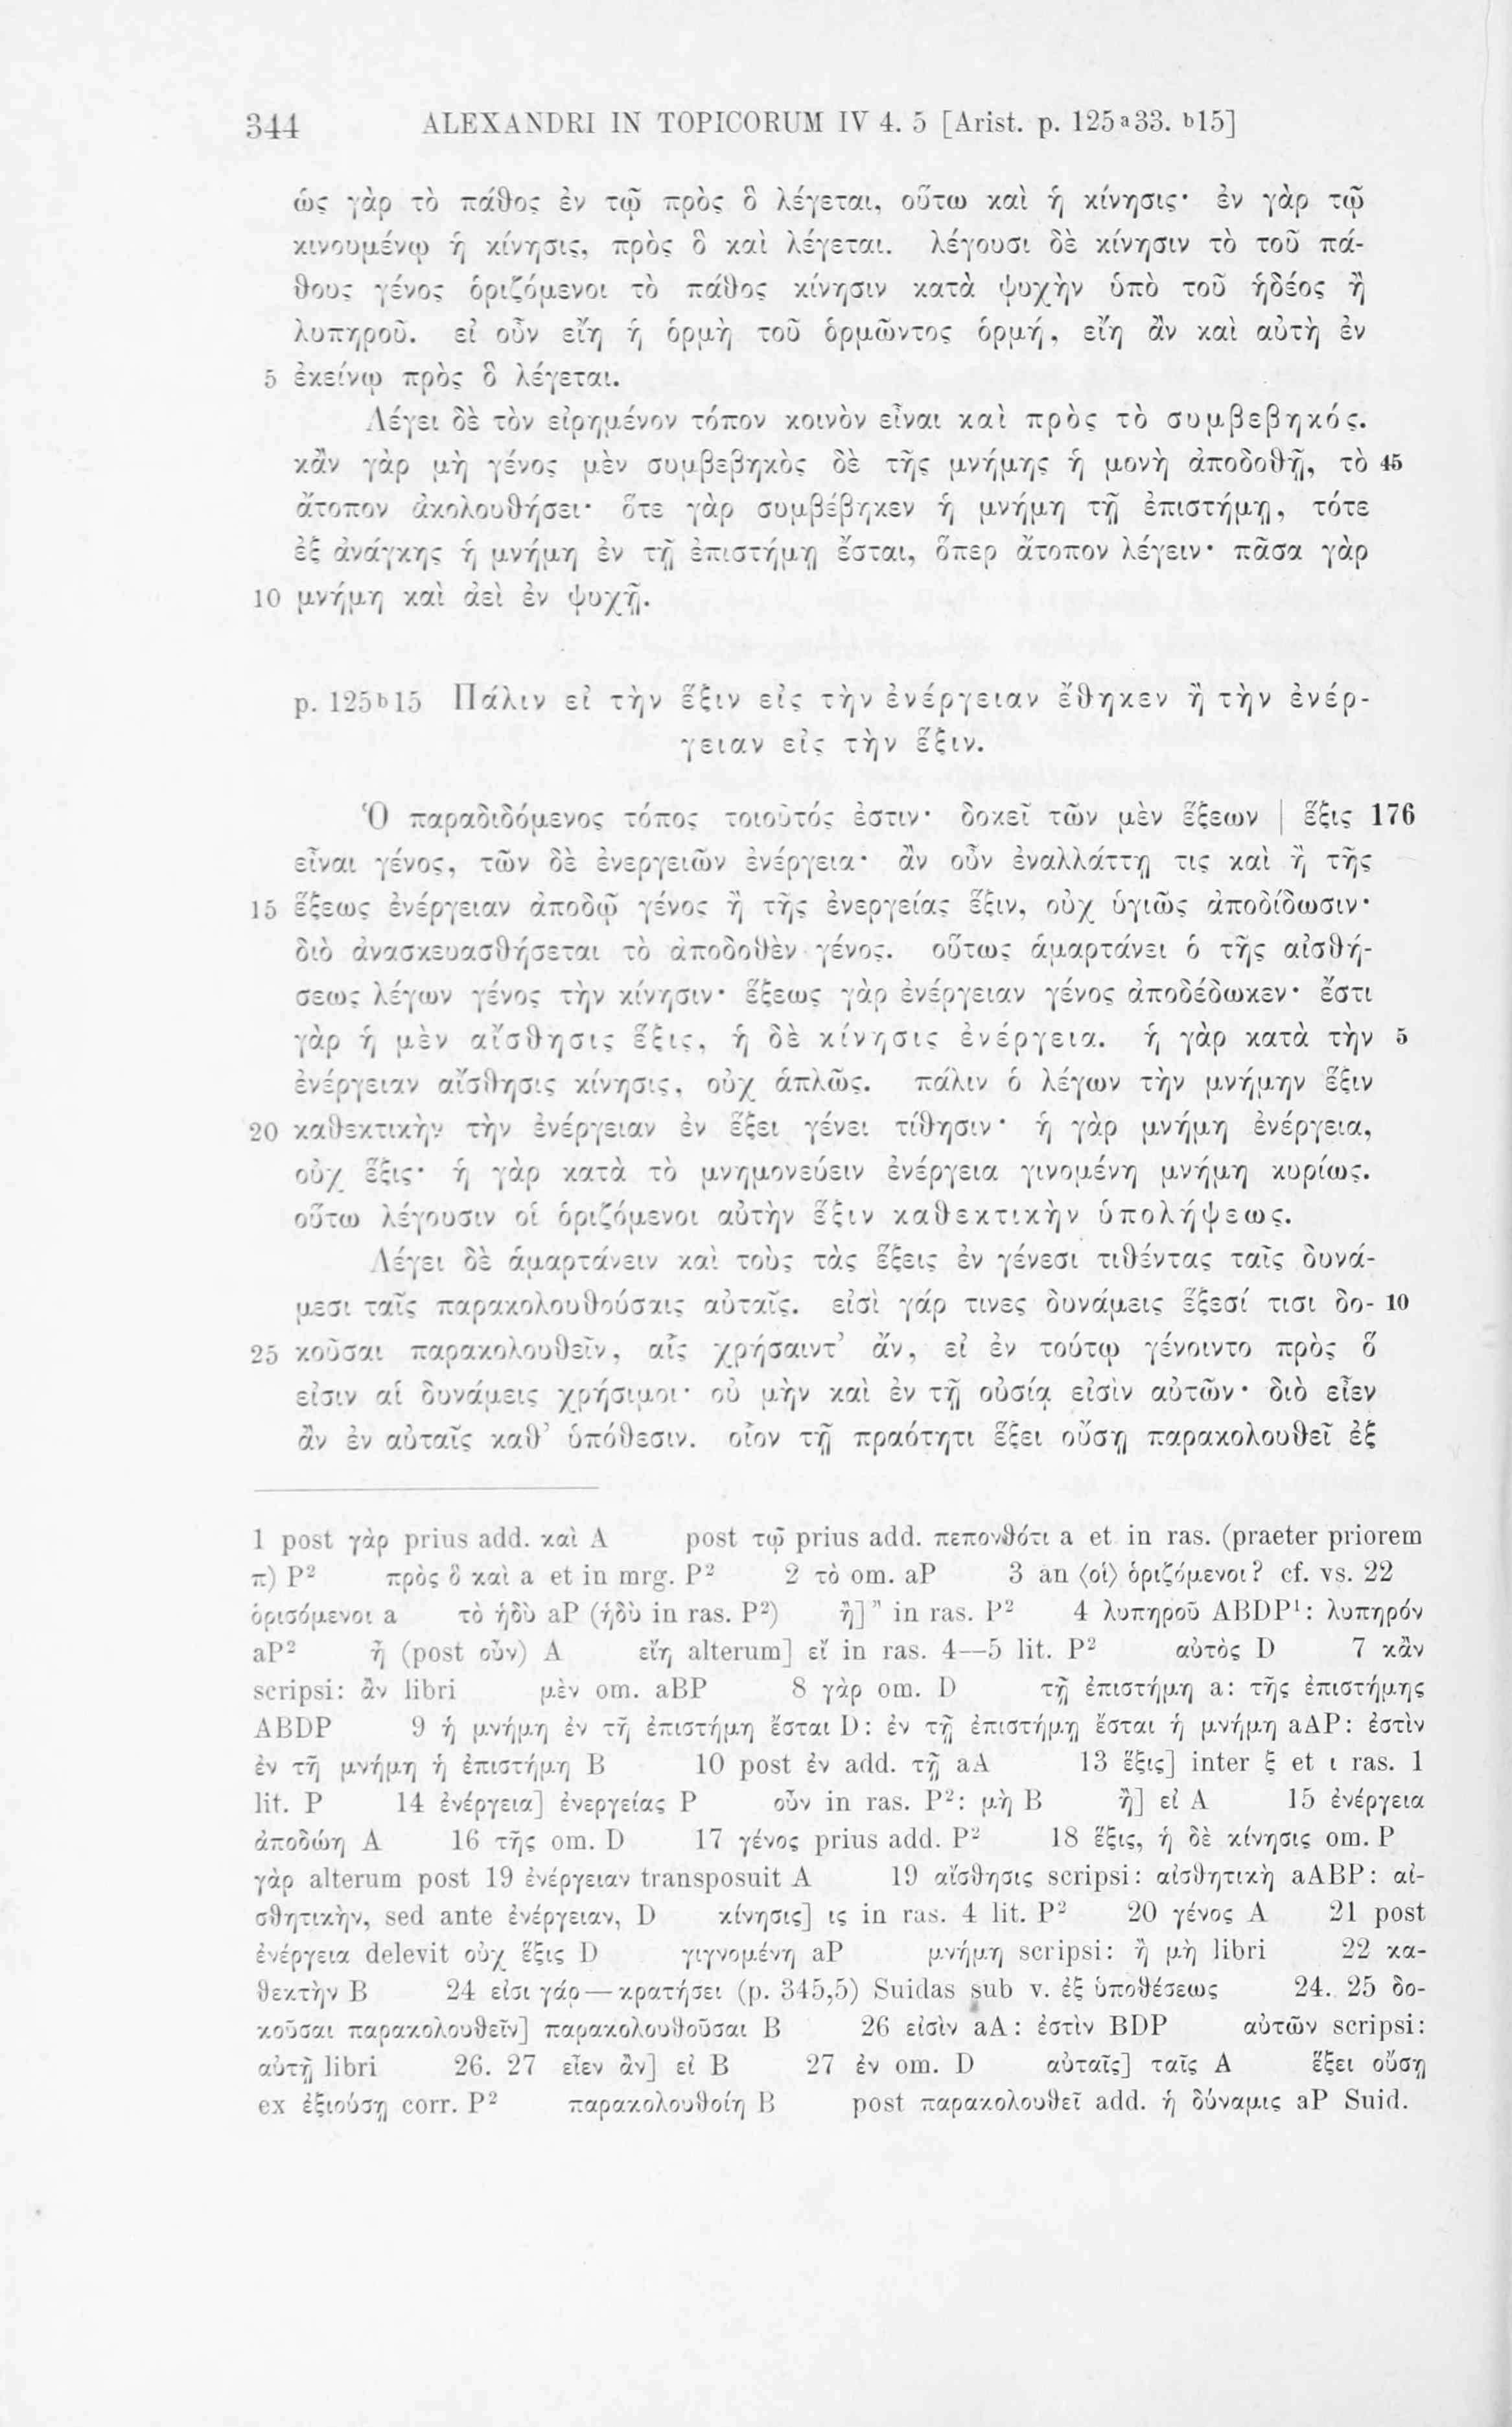 344 ALEXANDRI IN TOPICORUM IV 4. 5 [Arist. p. 125ᵃ33. ᵇ15]
ὡς γὰρ τὸ πάθος ἐν τῷ πρὸς ὃ λέγεται, οὕτω καὶ ἡ κίνησις· ἐν γὰρ τῷ
κινουμένῳ ἡ κίνησις, πρὸς ὃ καὶ λέγεται. λέγουσι δὲ κίνησιν τὸ τοῦ πά-
θους γένος ὁριζόμενοι τὸ πάθος κίνησιν κατὰ ψυχὴν ὑπὸ τοῦ ἡδέος ἢ
λυπηροῦ. εἰ οὖν εἴη ἡ ὁρμὴ τοῦ ὁρμῶντος ὁρμή, εἴη ἂν καὶ αὐτὴ ἐν
5 ἐκείνῳ πρὸς ὃ λέγεται.
Λέγει δὲ τὸν εἰρημένον τόπον κοινὸν εἶναι καὶ πρὸς τὸ συμβεβηκός.
κἂν γὰρ μὴ γένος μὲν συμβεβηκὸς δὲ τῆς μνήμης ἡ μονὴ ἀποδοθῇ, τὸ 45
ἄτοπον ἀκολουθήσει· ὅτε γὰρ συμβέβηκεν ἡ μνήμη τῇ ἐπιστήμῃ, τότε
ἐξ ἀνάγκης ἡ μνήμη ἐν τῇ ἐπιστήμῃ ἔσται, ὅπερ ἄτοπον λέγειν· πᾶσα γὰρ
10 μνήμη καὶ ἀεὶ ἐν ψυχῇ.
p. 125ᵇ15 Πάλιν εἰ τὴν ἕξιν εἰς τὴν ἐνέργειαν ἔθηκεν ἢ τὴν ἐνέρ-
γειαν εἰς τὴν ἕξιν.
Ὁ παραδιδόμενος τόπος τοιοῦτός ἐστιν· δοκεῖ τῶν μὲν ἕξεων | ἕξις 176
εἶναι γένος, τῶν δὲ ἐνεργειῶν ἐνέργεια· ἂν οὖν ἐναλλάττῃ τις καὶ ἢ τῆς
15 ἕξεως ἐνέργειαν ἀποδῷ γένος ἢ τῆς ἐνεργείας ἕξιν, οὐχ ὑγιῶς ἀποδίδωσιν·
διὸ ἀνασκευασθήσεται τὸ ἀποδοθὲν γένος. οὕτως ἁμαρτάνει ὁ τῆς αἰσθή-
σεως λέγων γένος τὴν κίνησιν· ἕξεως γὰρ ἐνέργειαν γένος ἀποδέδωκεν· ἔστι
γὰρ ἡ μὲν αἴσθησις ἕξις, ἡ δὲ κίνησις ἐνέργεια. ἡ γὰρ κατὰ τὴν 5
ἐνέργειαν αἴσθησις κίνησις, οὐχ ἁπλῶς. πάλιν ὁ λέγων τὴν μνήμην ἕξιν
20 καθεκτικὴν τὴν ἐνέργειαν ἐν ἕξει γένει τίθησιν· ἡ γὰρ μνήμη ἐνέργεια,
οὐχ ἕξις· ἡ γὰρ κατὰ τὸ μνημονεύειν ἐνέργεια γινομένη μνήμη κυρίως.
οὕτω λέγουσιν οἱ ὁριζόμενοι αὐτὴν ἕξιν καθεκτικὴν ὑπολήψεως.
Λέγει δὲ ἁμαρτάνειν καὶ τοὺς τὰς ἕξεις ἐν γένεσι τιθέντας ταῖς δυνά-
μεσι ταῖς παρακολουθούσαις αὐταῖς. εἰσὶ γάρ τινες δυνάμεις ἕξεσί τισι δο- 10
25 κοῦσαι παρακολουθεῖν, αἷς χρήσαιντ’ ἄν, εἰ ἐν τούτῳ γένοιντο πρὸς ὅ
εἰσιν αἱ δυνάμεις χρήσιμοι· οὐ μὴν καὶ ἐν τῇ οὐσίᾳ εἰσὶν αὐτῶν· διὸ εἶεν
ἂν ἐν αὐταῖς καθ’ ὑπόθεσιν. οἷον τῇ πραότητι ἕξει οὔσῃ παρακολουθεῖ ἐξ
1 post γὰρ prius add. καὶ A post τῷ prius add. πεπονθότι a et in ras. (praeter priorem
π) P² πρὸς ὃ καὶ a et in mrg. P² 2 τὸ om. aP 3 an ⟨οἱ⟩ ὁριζόμενοι? cf. vs. 22
ὁρισόμενοι a τὸ ἡδὺ aP (ἡδὺ in ras. P²) ἢ] ” in ras. P² 4 λυπηροῦ ABDP¹: λυπηρόν
aP² ἢ (post οὖν) A εἴη alterum] εἴ in ras. 4—5 lit. P² αὐτὸς D 7 κἂν
scripsi: ἂν libri μὲν om. aBP 8 γὰρ om. D τῇ ἐπιστήμῃ a: τῆς ἐπιστήμης
ABDP 9 ἡ μνήμη ἐν τῇ ἐπιστήμῃ ἔσται D: ἐν τῇ ἐπιστήμῃ ἔσται ἡ μνήμη aAP: ἐστὶν
ἐν τῇ μνήμῃ ἡ ἐπιστήμη B 10 post ἐν add. τῇ aA 13 ἕξις] inter ξ et ι ras. 1
lit. P 14 ἐνέργεια] ἐνεργείας P οὖν in ras. P²: μὴ B ἢ] εἰ A 15 ἐνέργεια
ἀποδώη A 16 τῆς om. D 17 γένος prius add. P² 18 ἕξις, ἡ δὲ κίνησις om. P
γὰρ alterum post 19 ἐνέργειαν transposuit A 19 αἴσθησις scripsi: αἰσθητικὴ aABP: αἰ-
σθητικὴν, sed ante ἐνέργειαν, D κίνησις] ις in ras. 4 lit. P² 20 γένος A 21 post
ἐνέργεια delevit οὐχ ἕξις D γιγνομένη aP μνήμη scripsi: ἢ μὴ libri 22 κα-
θεκτὴν B 24 εἰσι γάρ — κρατήσει (p. 345,5) Suidas sub v. ἐξ ὑποθέσεως 24. 25 δο-
κοῦσαι παρακολουθεῖν] παρακολουθοῦσαι B 26 εἰσὶν aA: ἐστὶν BDP αὐτῶν scripsi:
αὐτῇ libri 26. 27 εἶεν ἂν] εἰ B 27 ἐν om. D αὐταῖς] ταῖς A ἕξει οὔσῃ
ex ἐξιούσῃ corr. P² παρακολουθοίη B post παρακολουθεῖ add. ἡ δύναμις aP Suid.